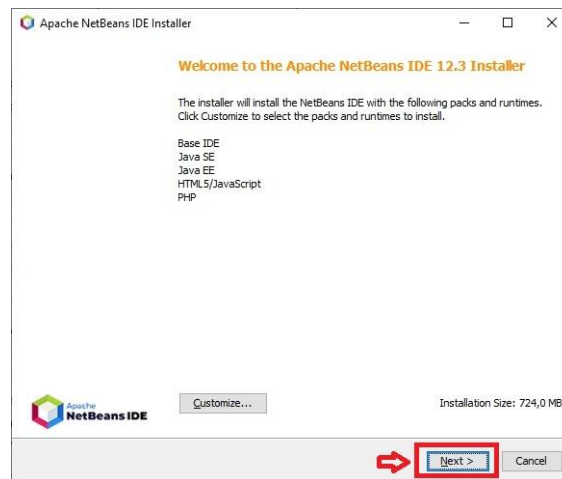 Apache NetBeans IDE Installer
Welcome to the Apache NetBeans IDE 12.3 Installer
The installer will install the NetBeans IDE with the following packs and runtimes.
Click Customize to select the packs and runtimes to install.
Base IDE
Java SE
Java EE
HTML5/JavaScript
PHP
Apache
NetBeans IDE
Customize...
Installation Size: 724,0 MB
Next >
Cancel